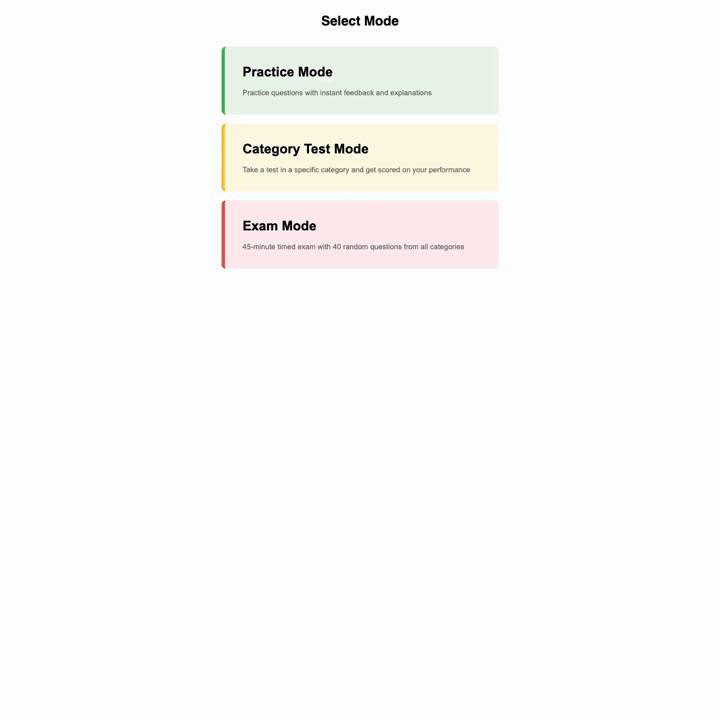 Select Mode
Practice Mode
Practice questions with instant feedback and explanations
Category Test Mode
Take a test in a specific category and get scored on your performance
Exam Mode
45-minute timed exam with 40 random questions from all categories